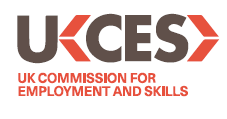 UKCES
UK COMMISSION FOR
EMPLOYMENT AND SKILLS